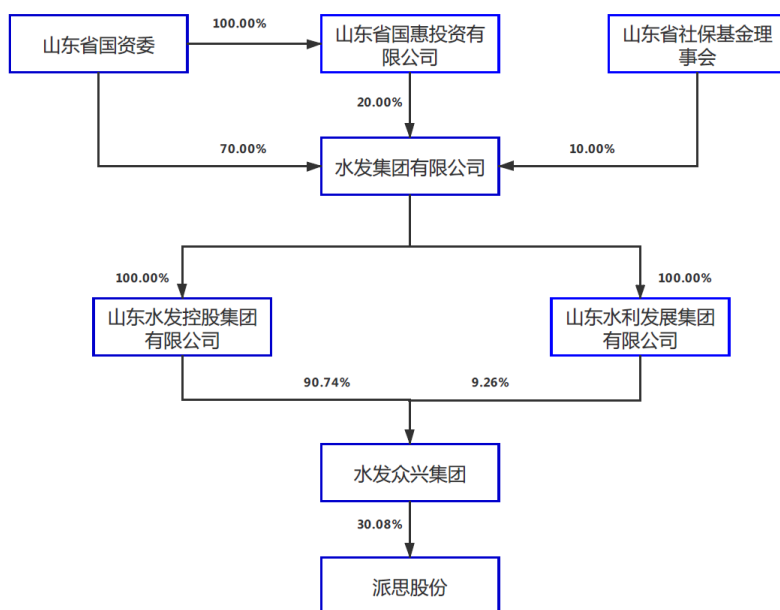 山东省国资委
100.00%
山东省国惠投资有
限公司
山东省社保基金理
事会
20.00%
70.00%
水发集团有限公司
10.00%
100.00%
100.00%
山东水发控股集团
有限公司
山东水利发展集团
有限公司
90.74%
9.26%
水发众兴集团
30.08%
派思股份